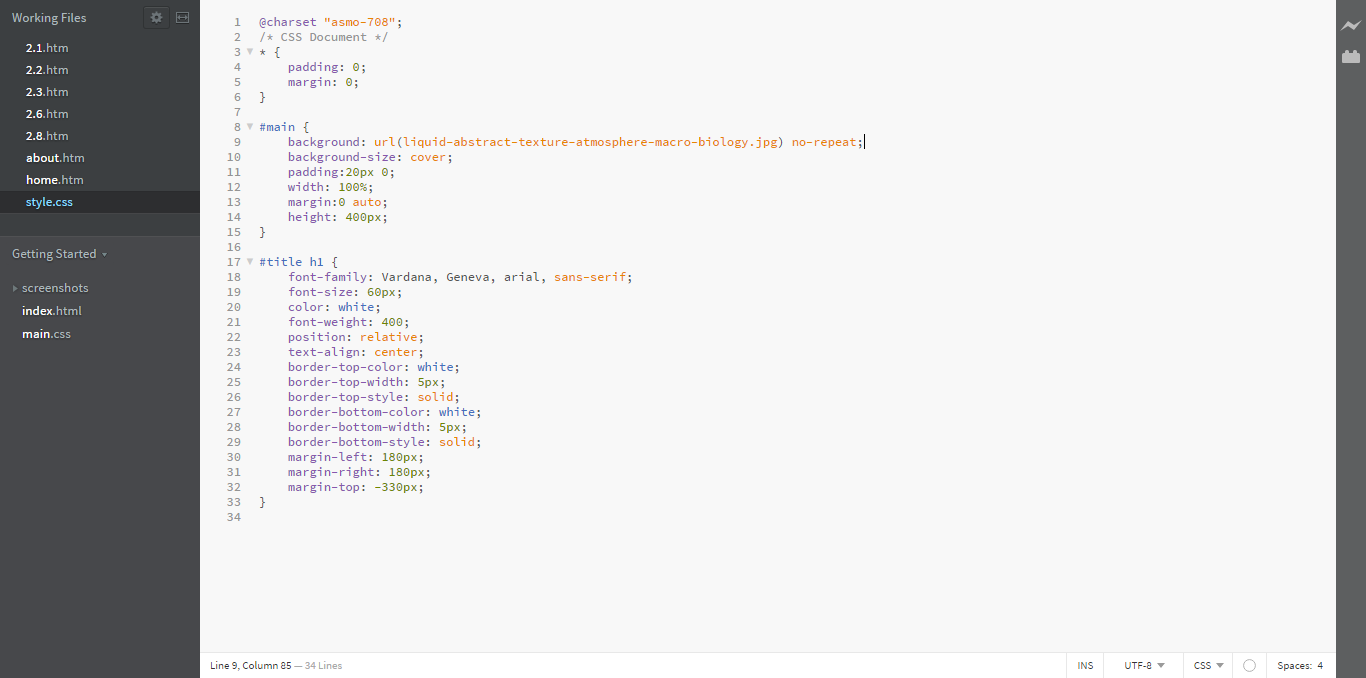 Working Files
2.1.htm
2.2.htm
2.3.htm
2.6.htm
2.8.htm
about.htm
home.htm
style.css
Getting Started
screenshots
index.html
main.css
1 @charset "asmo-708";
2 /* CSS Document */
3 * {
4     padding: 0;
5     margin: 0;
6 }
7
8 #main {
9     background: url(liquid-abstract-texture-atmosphere-macro-biology.jpg) no-repeat;
10     background-size: cover;
11     padding:20px 0;
12     width: 100%;
13     margin:0 auto;
14     height: 400px;
15 }
16
17 #title h1 {
18     font-family: Vardana, Geneva, arial, sans-serif;
19     font-size: 60px;
20     color: white;
21     font-weight: 400;
22     position: relative;
23     text-align: center;
24     border-top-color: white;
25     border-top-width: 5px;
26     border-top-style: solid;
27     border-bottom-color: white;
28     border-bottom-width: 5px;
29     border-bottom-style: solid;
30     margin-left: 180px;
31     margin-right: 180px;
32     margin-top: -330px;
33 }
34
Line 9, Column 85 — 34 Lines
INS
UTF-8
CSS
Spaces: 4